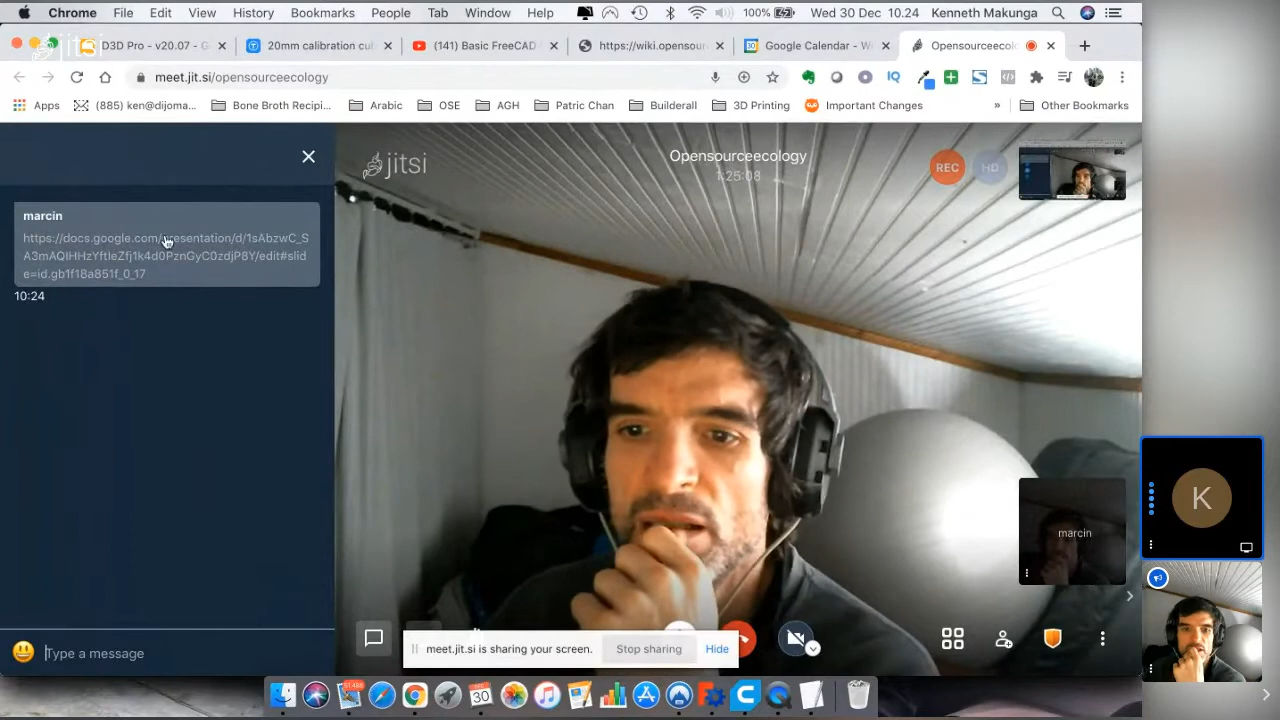 Chrome File Edit View History Bookmarks People Tab Window Help 100% Wed 30 Dec 10.24 Kenneth Makunga
D3D Pro - v20.07 - G 20mm calibration cu (141) Basic FreeCAD https://wiki.opensour Google Calendar - W Opensourceecol
meet.jit.si/opensourceecology IQ
Apps (885) ken@dijoma... Bone Broth Recipi... Arabic OSE AGH Patric Chan Builderall 3D Printing Important Changes » Other Bookmarks
jitsi
Opensourceecology
1:25:08
REC HD
marcin
https://docs.google.com/presentation/d/1sAbzwC_S
A3mAQIHHzYftIeZfj1k4d0PznGyC0zdjP8Y/edit#slid
e=id.gb1f18a851f_0_17
10:24
marcin
K
Type a message
meet.jit.si is sharing your screen. Stop sharing Hide